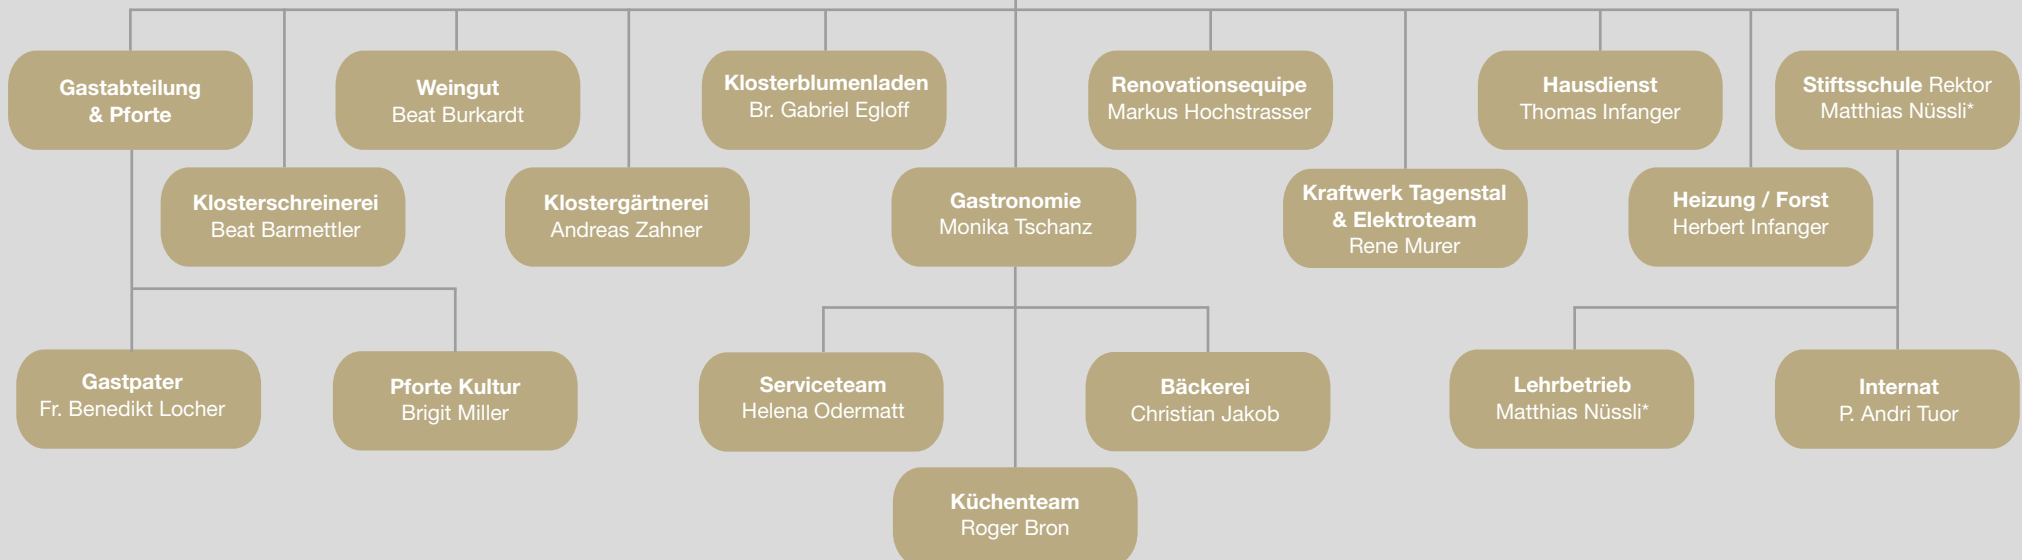 Gastabteilung
& Pforte
Weingut
Beat Burkardt
Klosterblumenladen
Br. Gabriel Egloff
Renovationsequipe
Markus Hochstrasser
Hausdienst
Thomas Infanger
Stiftsschule Rektor
Matthias Nüssli*
Klosterschreinerei
Beat Barmettler
Klostergärtnerei
Andreas Zahner
Gastronomie
Monika Tschanz
Kraftwerk Tagenstal
& Elektroteam
Rene Murer
Heizung / Forst
Herbert Infanger
Gastpater
Fr. Benedikt Locher
Pforte Kultur
Brigit Miller
Serviceteam
Helena Odermatt
Bäckerei
Christian Jakob
Lehrbetrieb
Matthias Nüssli*
Internat
P. Andri Tuor
Küchenteam
Roger Bron